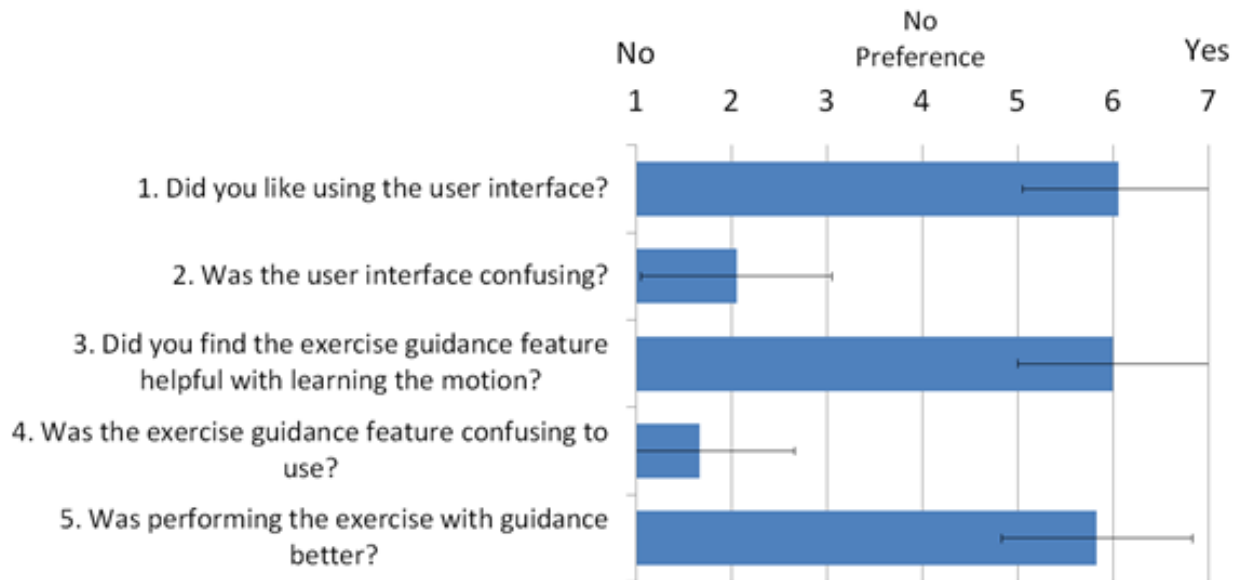 No
Preference
No
Yes
1 2 3 4 5 6 7
1. Did you like using the user interface?
2. Was the user interface confusing?
3. Did you find the exercise guidance feature
helpful with learning the motion?
4. Was the exercise guidance feature confusing to
use?
5. Was performing the exercise with guidance
better?